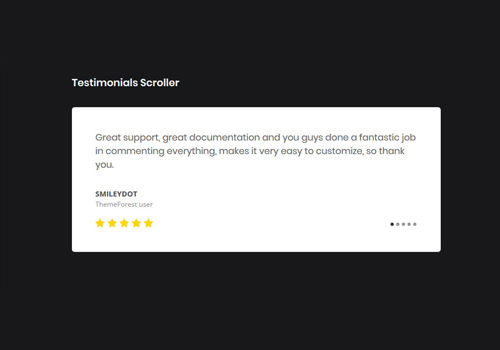 Testimonials Scroller
Great support, great documentation and you guys done a fantastic job
in commenting everything, makes it very easy to customize, so thank
you.
SMILEYDOT
ThemeForest user